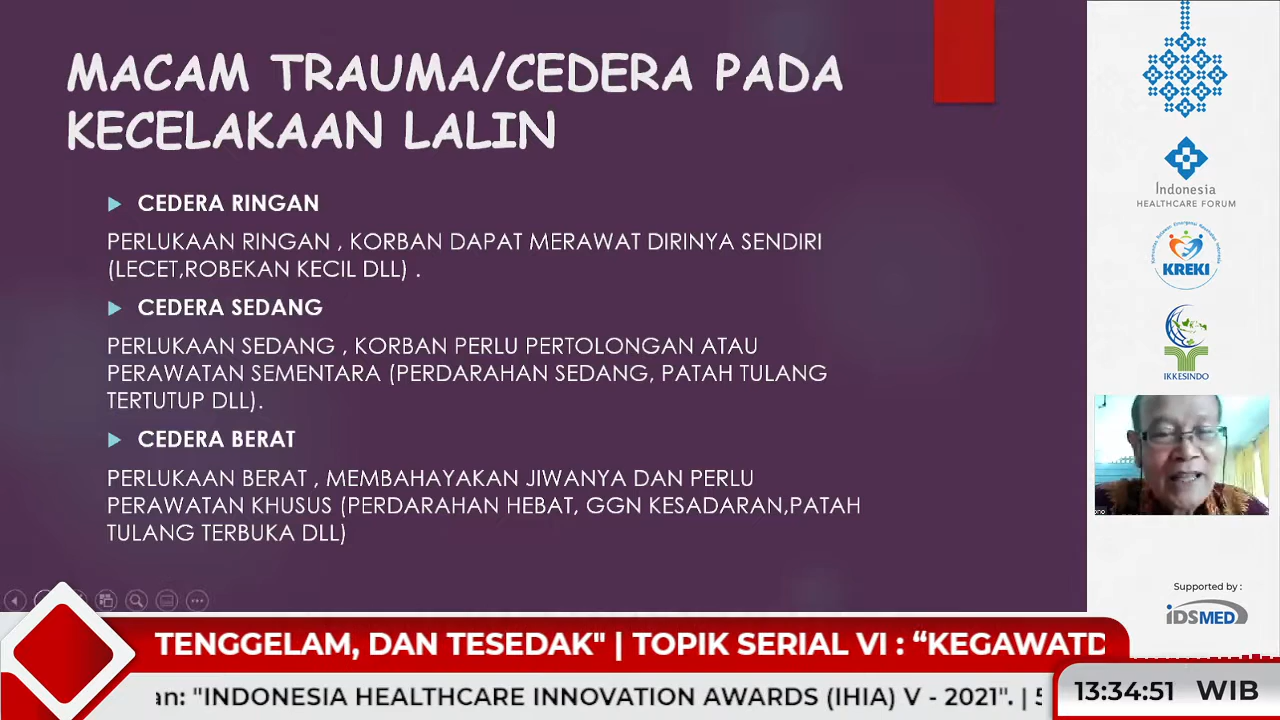 MACAM TRAUMA/CEDERA PADA
KECELAKAAN LALIN
CEDERA RINGAN
PERLUKAAN RINGAN , KORBAN DAPAT MERAWAT DIRINYA SENDIRI
(LECET,ROBEKAN KECIL DLL) .
CEDERA SEDANG
PERLUKAAN SEDANG , KORBAN PERLU PERTOLONGAN ATAU
PERAWATAN SEMENTARA (PERDARAHAN SEDANG, PATAH TULANG
TERTUTUP DLL).
CEDERA BERAT
PERLUKAAN BERAT , MEMBAHAYAKAN JIWANYA DAN PERLU
PERAWATAN KHUSUS (PERDARAHAN HEBAT, GGN KESADARAN,PATAH
TULANG TERBUKA DLL)
Indonesia
HEALTHCARE FORUM
KREKI
IKKESINDO
Supported by :
iDSMED
TENGGELAM, DAN TESEDAK" | TOPIK SERIAL VI : “KEGAWATD
an: "INDONESIA HEALTHCARE INNOVATION AWARDS (IHIA) V - 2021". | 5
13:34:51 WIB